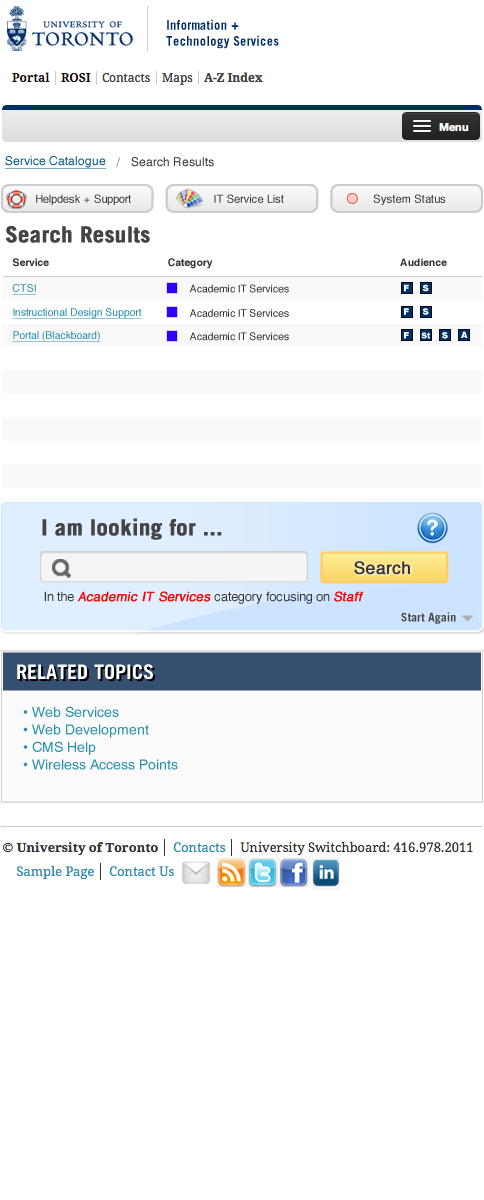 UNIVERSITY OF
TORONTO
Information +
Technology Services
Portal ROSI Contacts Maps A-Z Index
Menu
Service Catalogue / Search Results
Helpdesk + Support IT Service List System Status
Search Results
Service Category Audience
CTSI Academic IT Services F S
Instructional Design Support Academic IT Services F S
Portal (Blackboard) Academic IT Services F St S A
I am looking for ...
?
Search
In the Academic IT Services category focusing on Staff
Start Again
RELATED TOPICS
• Web Services
• Web Development
• CMS Help
• Wireless Access Points
© University of Toronto Contacts University Switchboard: 416.978.2011
Sample Page Contact Us t f in